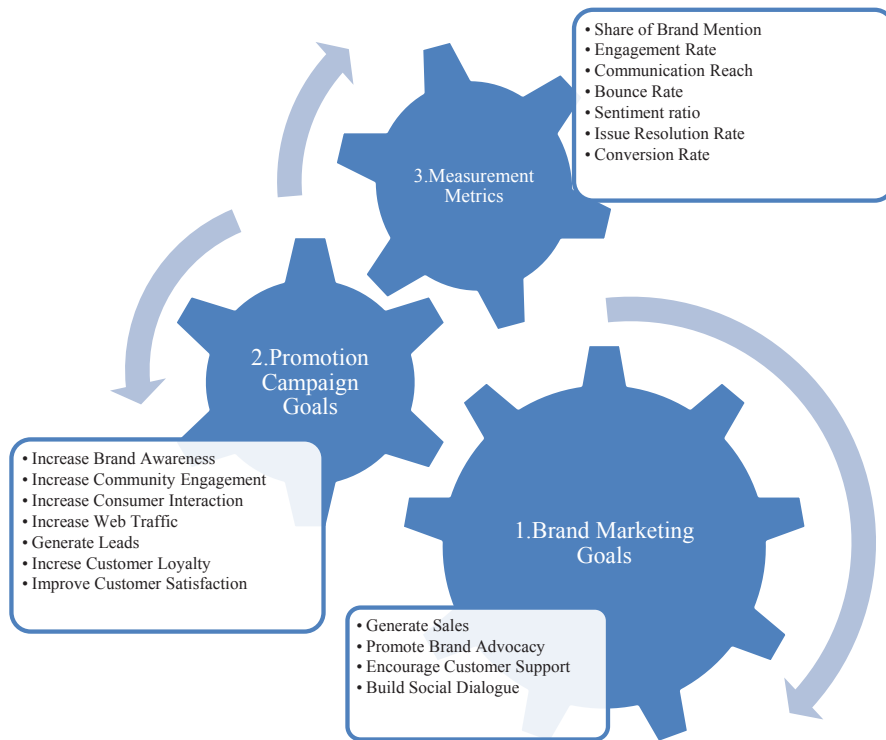 • Share of Brand Mention
• Engagement Rate
• Communication Reach
• Bounce Rate
• Sentiment ratio
• Issue Resolution Rate
• Conversion Rate
3.Measurement
Metrics
2.Promotion
Campaign
Goals
• Increase Brand Awareness
• Increase Community Engagement
• Increase Consumer Interaction
• Increase Web Traffic
• Generate Leads
• Increse Customer Loyalty
• Improve Customer Satisfaction
1.Brand Marketing
Goals
• Generate Sales
• Promote Brand Advocacy
• Encourage Customer Support
• Build Social Dialogue